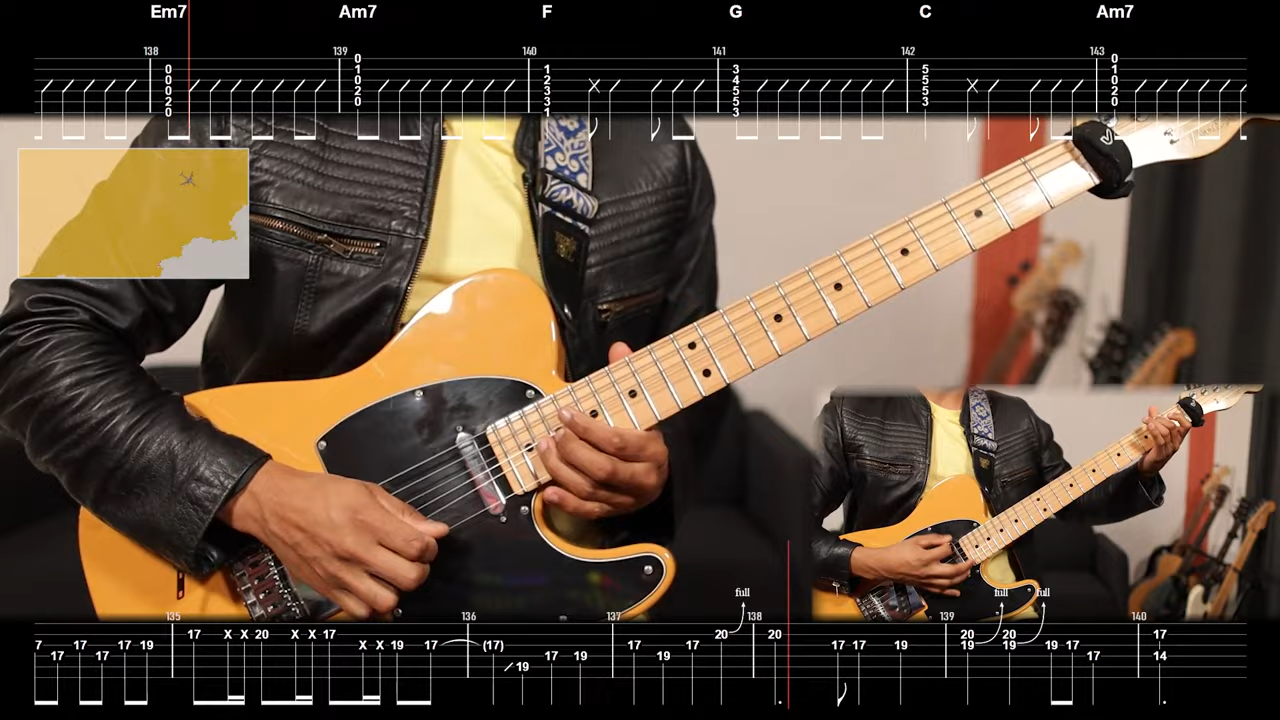 Em7 Am7 F G C Am7
138 139 140 141 142 143
0 0 1 3 5 0
0 1 1 3 5 1
0 0 2 4 5 0
0 2 3 5 5 2
2 0 3 5 3 0
0 1 3
full full full
135 136 137 138 139 140
17 X X 20 X X 17 20 20 20 20 17
7 17 17 19 X X 19 17 (17) 17 17 17 17 19 19 19 19 17
17 17 17 19 19 17 14
19